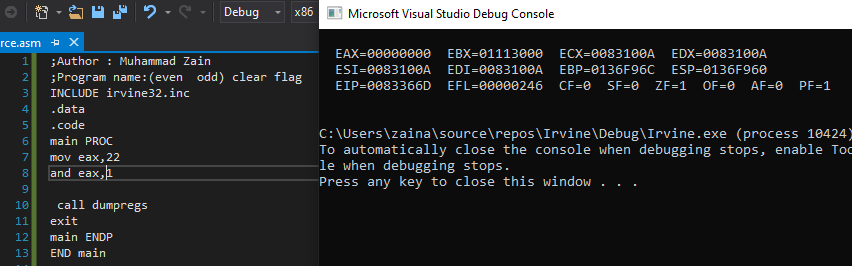 Debug x86
Microsoft Visual Studio Debug Console
rce.asm
1 ;Author : Muhammad Zain
2 ;Program name:(even odd) clear flag
3 INCLUDE irvine32.inc
4 .data
5 .code
6 main PROC
7 mov eax,22
8 and eax,1
9
10 call dumpregs
11 exit
12 main ENDP
13 END main
EAX=00000000 EBX=01113000 ECX=0083100A EDX=0083100A
ESI=0083100A EDI=0083100A EBP=0136F96C ESP=0136F960
EIP=0083366D EFL=00000246 CF=0 SF=0 ZF=1 OF=0 AF=0 PF=1
C:\Users\zaina\source\repos\Irvine\Debug\Irvine.exe (process 10424)
To automatically close the console when debugging stops, enable Too
le when debugging stops.
Press any key to close this window . . .